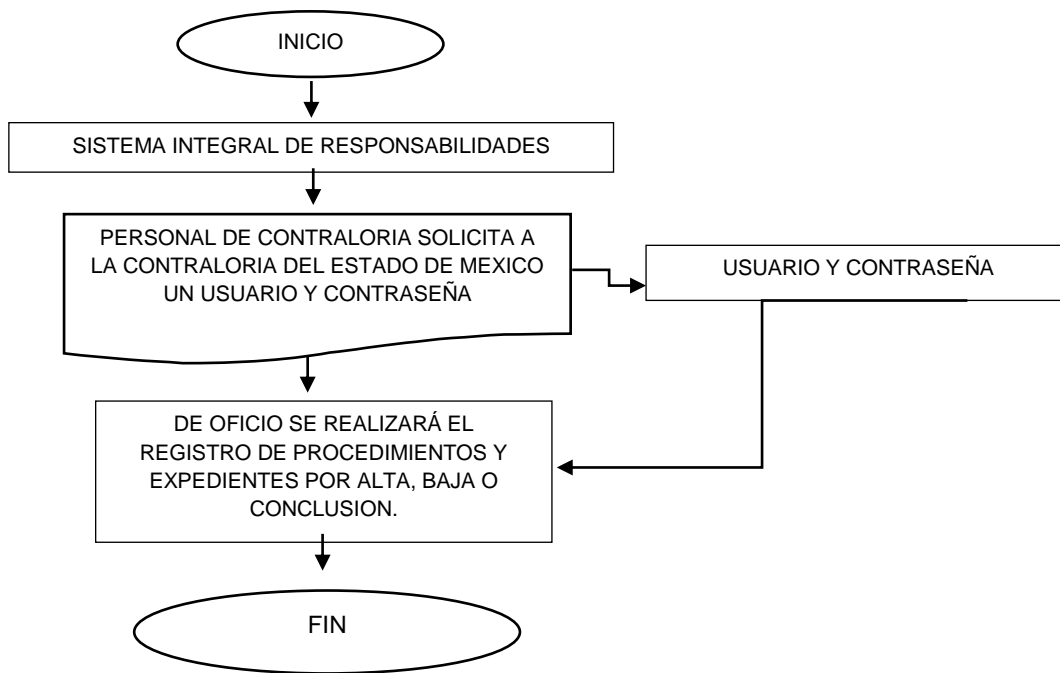 INICIO
SISTEMA INTEGRAL DE RESPONSABILIDADES
PERSONAL DE CONTRALORIA SOLICITA A
LA CONTRALORIA DEL ESTADO DE MEXICO
UN USUARIO Y CONTRASEÑA
USUARIO Y CONTRASEÑA
DE OFICIO SE REALIZARÁ EL
REGISTRO DE PROCEDIMIENTOS Y
EXPEDIENTES POR ALTA, BAJA O
CONCLUSION.
FIN